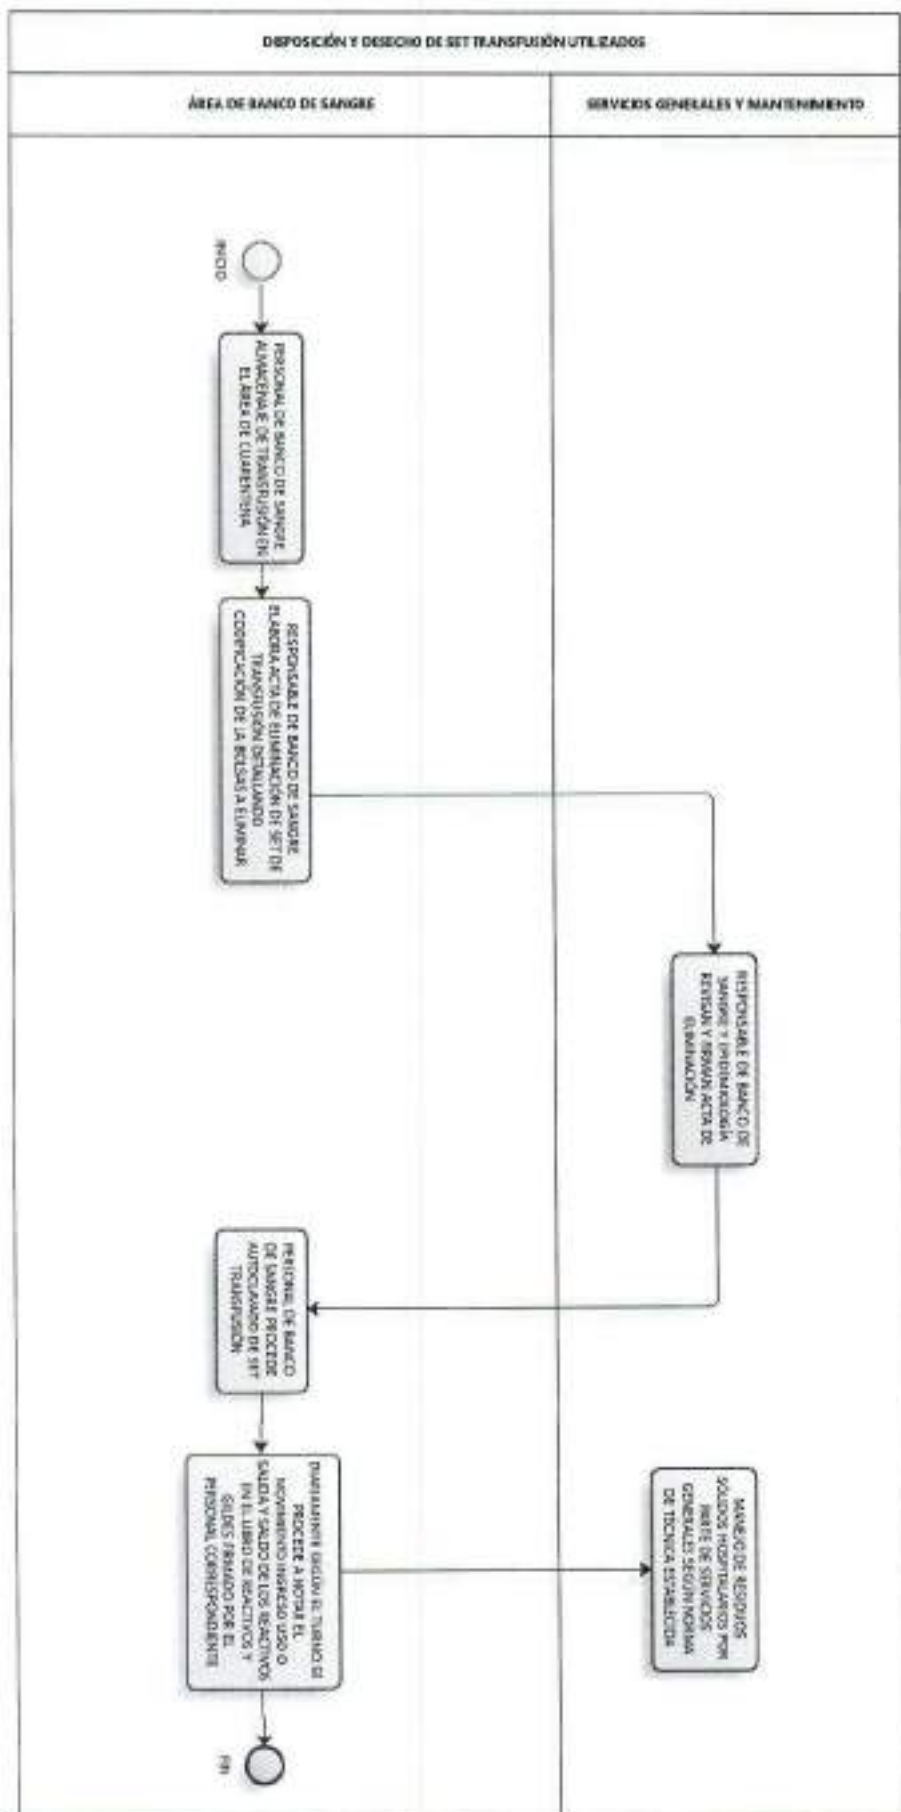 DISPOSICIÓN Y DESECHO DE SET TRANSFUSIÓN UTILIZADOS
ÁREA DE BANCO DE SANGRE
SERVICIOS GENERALES Y MANTENIMIENTO
INICIO
PERSONAL DE BANCO DE SANGRE
ALMACENAJE DE TRANSFUSIÓN EN
EL ÁREA DE CUARENTENA
RESPONSABLE DE BANCO DE SANGRE
ELABORA ACTA DE ELIMINACIÓN DE SET DE
TRANSFUSIÓN DETALLANDO
CODIFICACIÓN DE LA BOLSAS A ELIMINAR
RESPONSABLE DE BANCO DE
SANGRE Y EPIDEMIOLOGÍA
REVISAN Y FIRMAN ACTA DE
ELIMINACIÓN
PERSONAL DE BANCO
DE SANGRE PROCEDE
AUTOCLAVADO DE SET
TRANSFUSIÓN
DIARIAMENTE SEGÚN EL TURNO SE
PROCEDE A NOTAR EL
MOVIMIENTO INGRESO USO O
SALIDA Y SALDO DE LOS REACTIVOS
EN EL LIBRO DE REACTIVOS Y
FIRMADO POR EL
PERSONAL CORRESPONDIENTE
MANEJO DE RESIDUOS
SÓLIDOS HOSPITALARIOS POR
PARTE DE SERVICIOS
GENERALES SEGÚN NORMA
DE TÉCNICA ESTABLECIDA
FIN